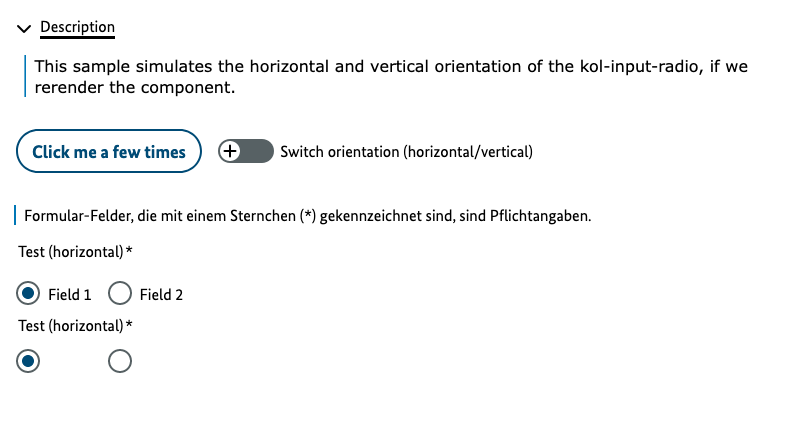 Description
This sample simulates the horizontal and vertical orientation of the kol-input-radio, if we
rerender the component.
Click me a few times Switch orientation (horizontal/vertical)
Formular-Felder, die mit einem Sternchen (*) gekennzeichnet sind, sind Pflichtangaben.
Test (horizontal)*
Field 1 Field 2
Test (horizontal)*